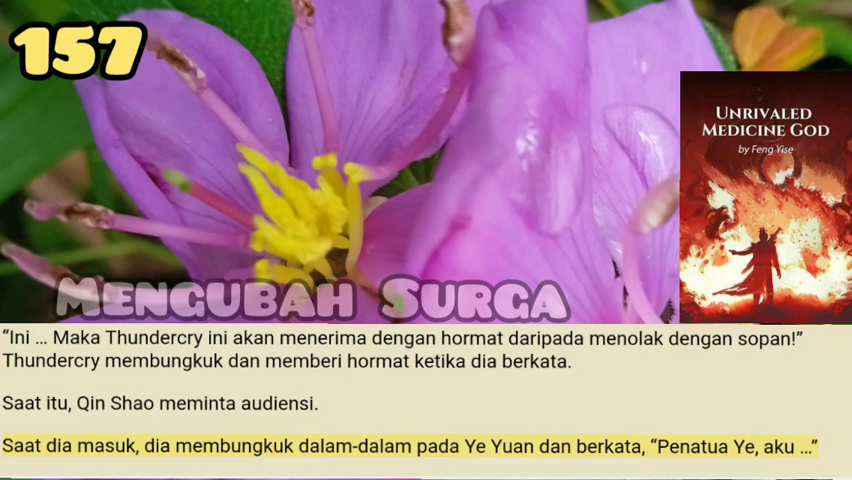 157
UNRIVALED
MEDICINE GOD
by Feng Yise
MENGUBAH SURGA
“Ini ... Maka Thundercry ini akan menerima dengan hormat daripada menolak dengan sopan!”
Thundercry membungkuk dan memberi hormat ketika dia berkata.
Saat itu, Qin Shao meminta audiensi.
Saat dia masuk, dia membungkuk dalam-dalam pada Ye Yuan dan berkata, “Penatua Ye, aku ...”